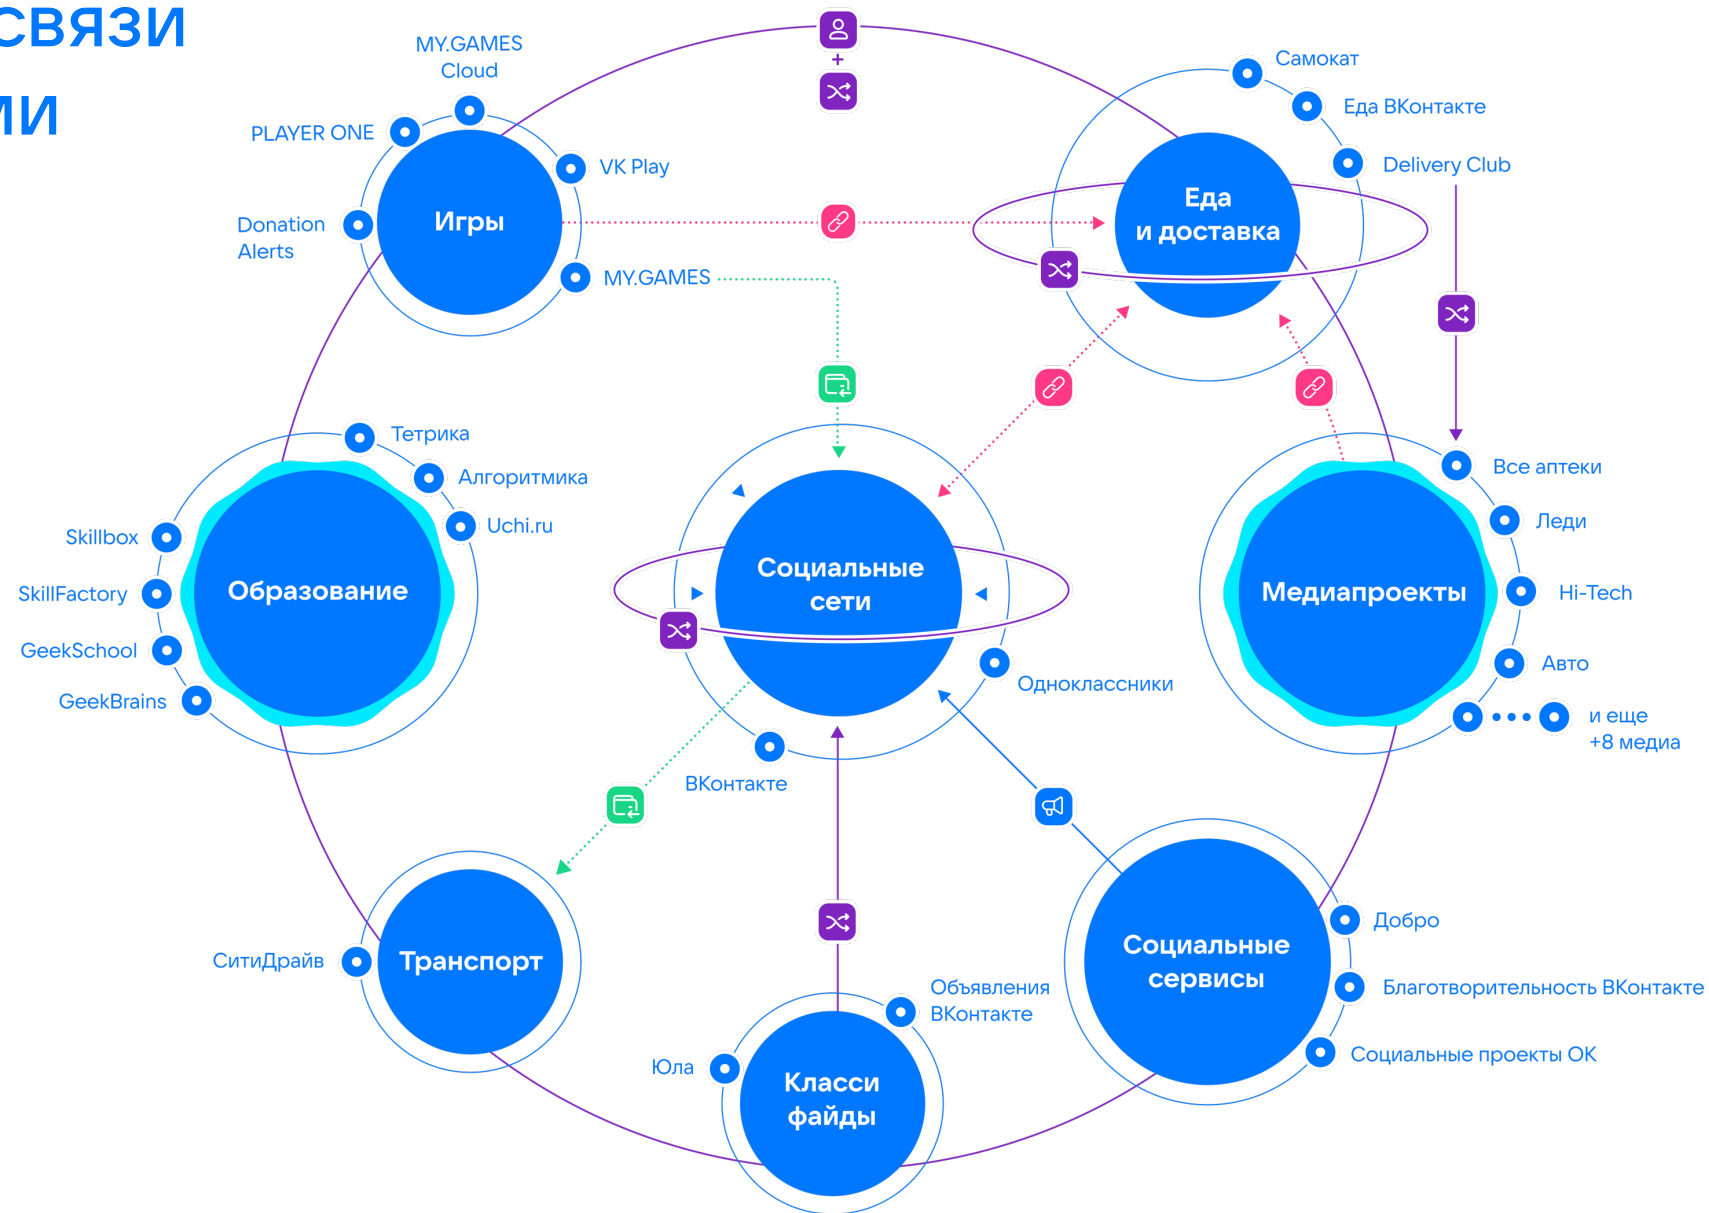 СВЯЗИ
МИ
MY.GAMES
Cloud
PLAYER ONE
VK Play
Donation
Alerts
Игры
MY.GAMES
+
Самокат
Еда ВКонтакте
Delivery Club
Еда
и доставка
Тетрика
Алгоритмика
Uchi.ru
Skillbox
SkillFactory
GeekSchool
GeekBrains
Образование
Социальные
сети
Одноклассники
ВКонтакте
Все аптеки
Леди
Hi-Tech
Авто
и еще
+8 медиа
Медиапроекты
СитиДрайв
Транспорт
Объявления
ВКонтакте
Юла
Класси
файды
Социальные
сервисы
Добро
Благотворительность ВКонтакте
Социальные проекты ОК